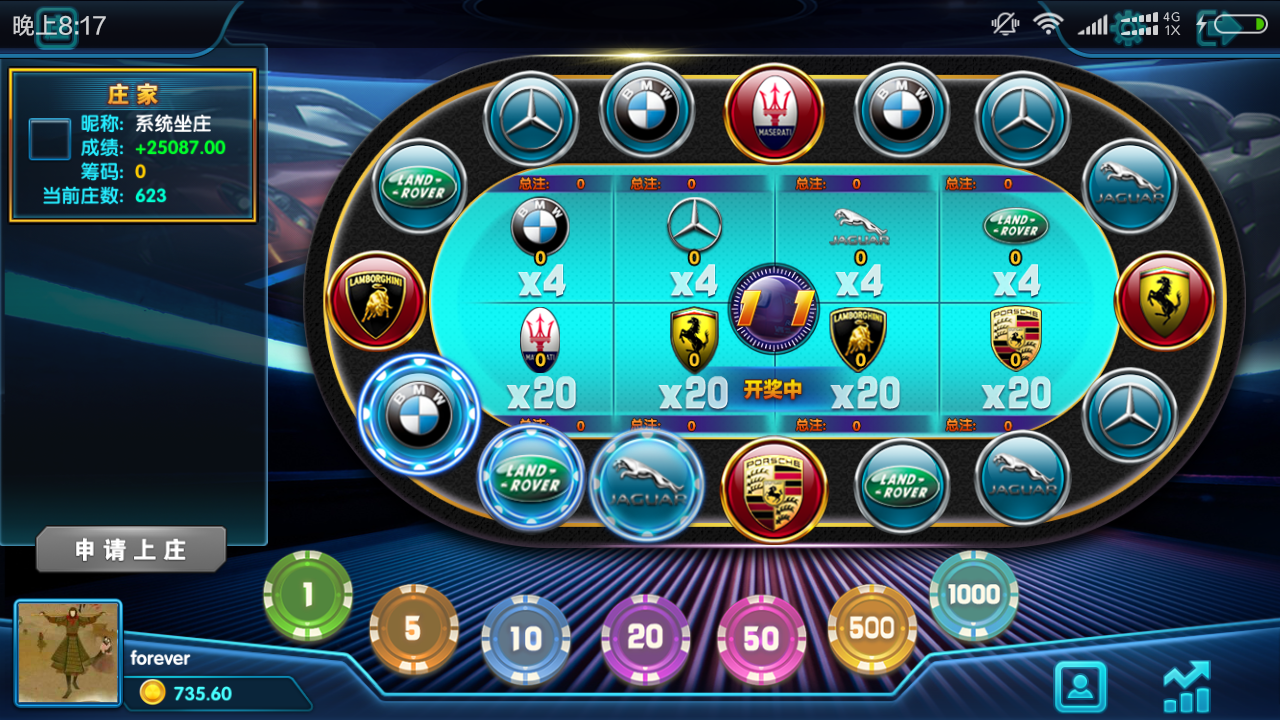 晚上8:17
4G
1X
庄家
昵称: 系统坐庄
成绩: +25087.00
筹码: 0
当前庄数: 623
申请上庄
forever
735.60
BMW
BMW
MASERATI
LAND-
-ROVER
JAGUAR
总注: 0
总注: 0
总注: 0
总注: 0
BMW
JAGUAR
LAND-
-ROVER
0
0
0
0
x4
x4
x4
x4
LAMBORGHINI
11
LAMBORGHINI
PORSCHE
0
0
0
0
x20
x20
开奖中
x20
x20
BMW
总注: 0
总注: 0
总注: 0
总注: 0
LAND-
-ROVER
JAGUAR
PORSCHE
LAND-
-ROVER
JAGUAR
1
5
10
20
50
500
1000